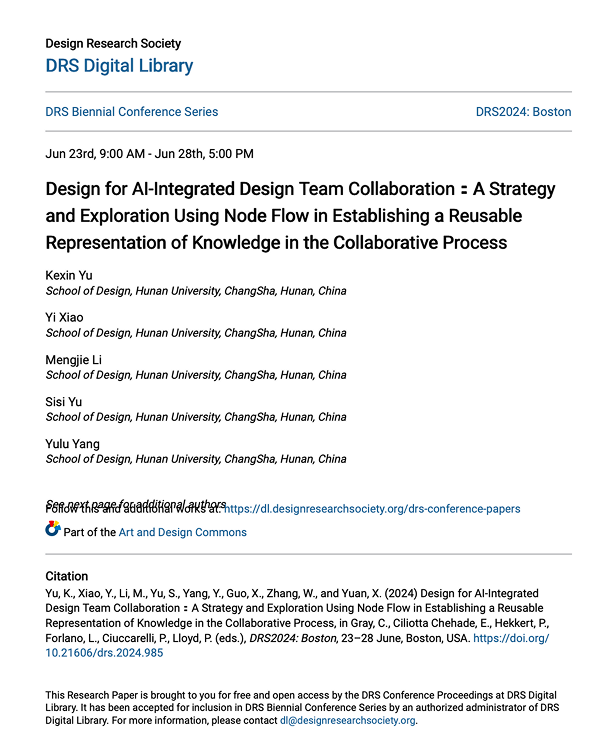 Design Research Society
DRS Digital Library
DRS Biennial Conference Series DRS2024: Boston
Jun 23rd, 9:00 AM - Jun 28th, 5:00 PM
Design for AI-Integrated Design Team Collaboration：A Strategy
and Exploration Using Node Flow in Establishing a Reusable
Representation of Knowledge in the Collaborative Process
Kexin Yu
School of Design, Hunan University, ChangSha, Hunan, China
Yi Xiao
School of Design, Hunan University, ChangSha, Hunan, China
Mengjie Li
School of Design, Hunan University, ChangSha, Hunan, China
Sisi Yu
School of Design, Hunan University, ChangSha, Hunan, China
Yulu Yang
School of Design, Hunan University, ChangSha, Hunan, China
See next page for additional authors
Follow this and additional works at: https://dl.designresearchsociety.org/drs-conference-papers
Part of the Art and Design Commons
Citation
Yu, K., Xiao, Y., Li, M., Yu, S., Yang, Y., Guo, X., Zhang, W., and Yuan, X. (2024) Design for AI-Integrated
Design Team Collaboration：A Strategy and Exploration Using Node Flow in Establishing a Reusable
Representation of Knowledge in the Collaborative Process, in Gray, C., Ciliotta Chehade, E., Hekkert, P.,
Forlano, L., Ciuccarelli, P., Lloyd, P. (eds.), DRS2024: Boston, 23–28 June, Boston, USA. https://doi.org/
10.21606/drs.2024.985
This Research Paper is brought to you for free and open access by the DRS Conference Proceedings at DRS Digital
Library. It has been accepted for inclusion in DRS Biennial Conference Series by an authorized administrator of DRS
Digital Library. For more information, please contact dl@designresearchsociety.org.